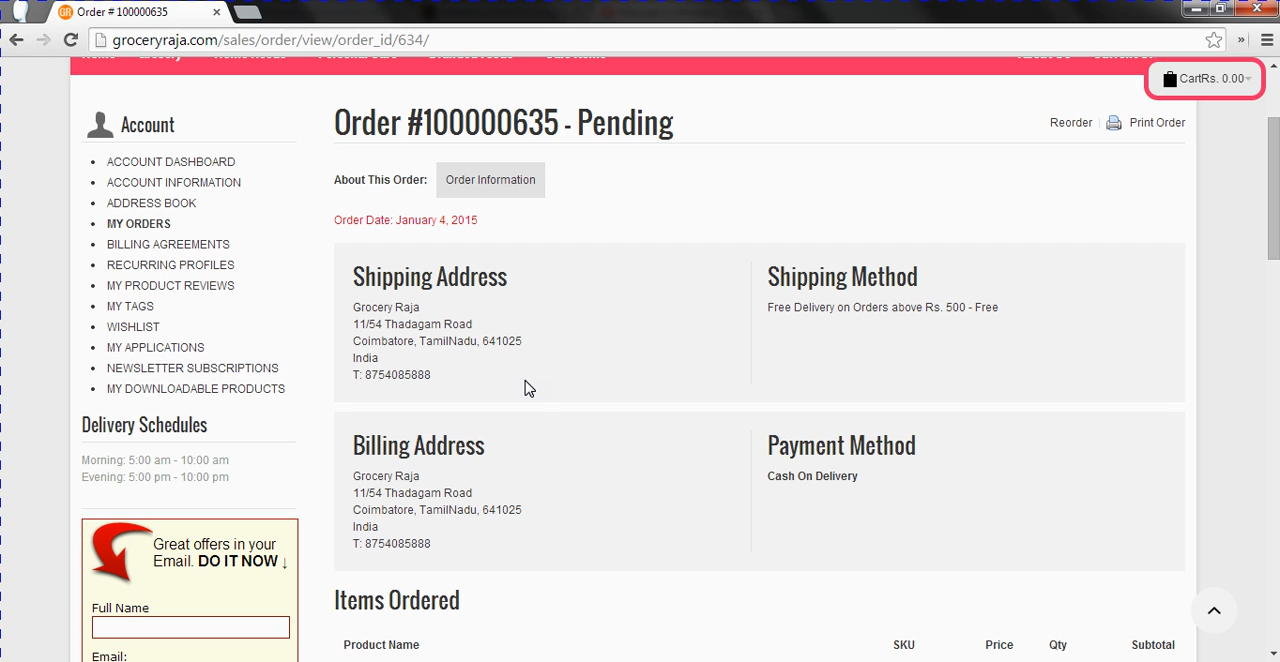 Order # 100000635
groceryraja.com/sales/order/view/order_id/634/
CartRs. 0.00
Account
ACCOUNT DASHBOARD
ACCOUNT INFORMATION
ADDRESS BOOK
MY ORDERS
BILLING AGREEMENTS
RECURRING PROFILES
MY PRODUCT REVIEWS
MY TAGS
WISHLIST
MY APPLICATIONS
NEWSLETTER SUBSCRIPTIONS
MY DOWNLOADABLE PRODUCTS
Delivery Schedules
Morning: 5:00 am - 10:00 am
Evening: 5:00 pm - 10:00 pm
Great offers in your
Email. DO IT NOW ↓
Full Name
Email:
Order #100000635 - Pending
Reorder
Print Order
About This Order:
Order Information
Order Date: January 4, 2015
Shipping Address
Grocery Raja
11/54 Thadagam Road
Coimbatore, TamilNadu, 641025
India
T: 8754085888
Shipping Method
Free Delivery on Orders above Rs. 500 - Free
Billing Address
Grocery Raja
11/54 Thadagam Road
Coimbatore, TamilNadu, 641025
India
T: 8754085888
Payment Method
Cash On Delivery
Items Ordered
Product Name
SKU
Price
Qty
Subtotal